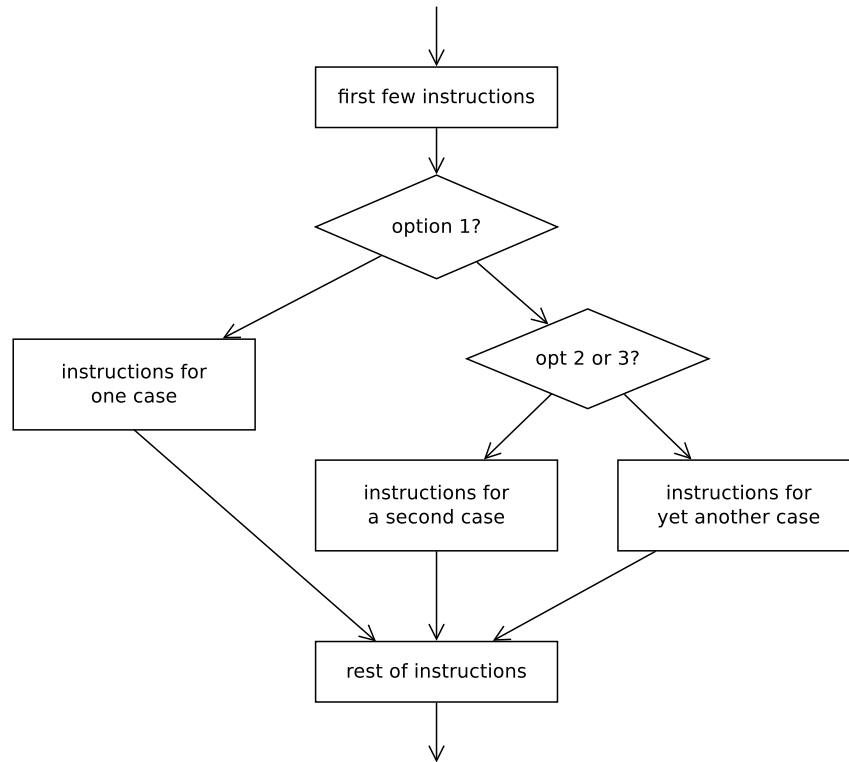 first few instructions
option 1?
opt 2 or 3?
instructions for
one case
instructions for
a second case
instructions for
yet another case
rest of instructions